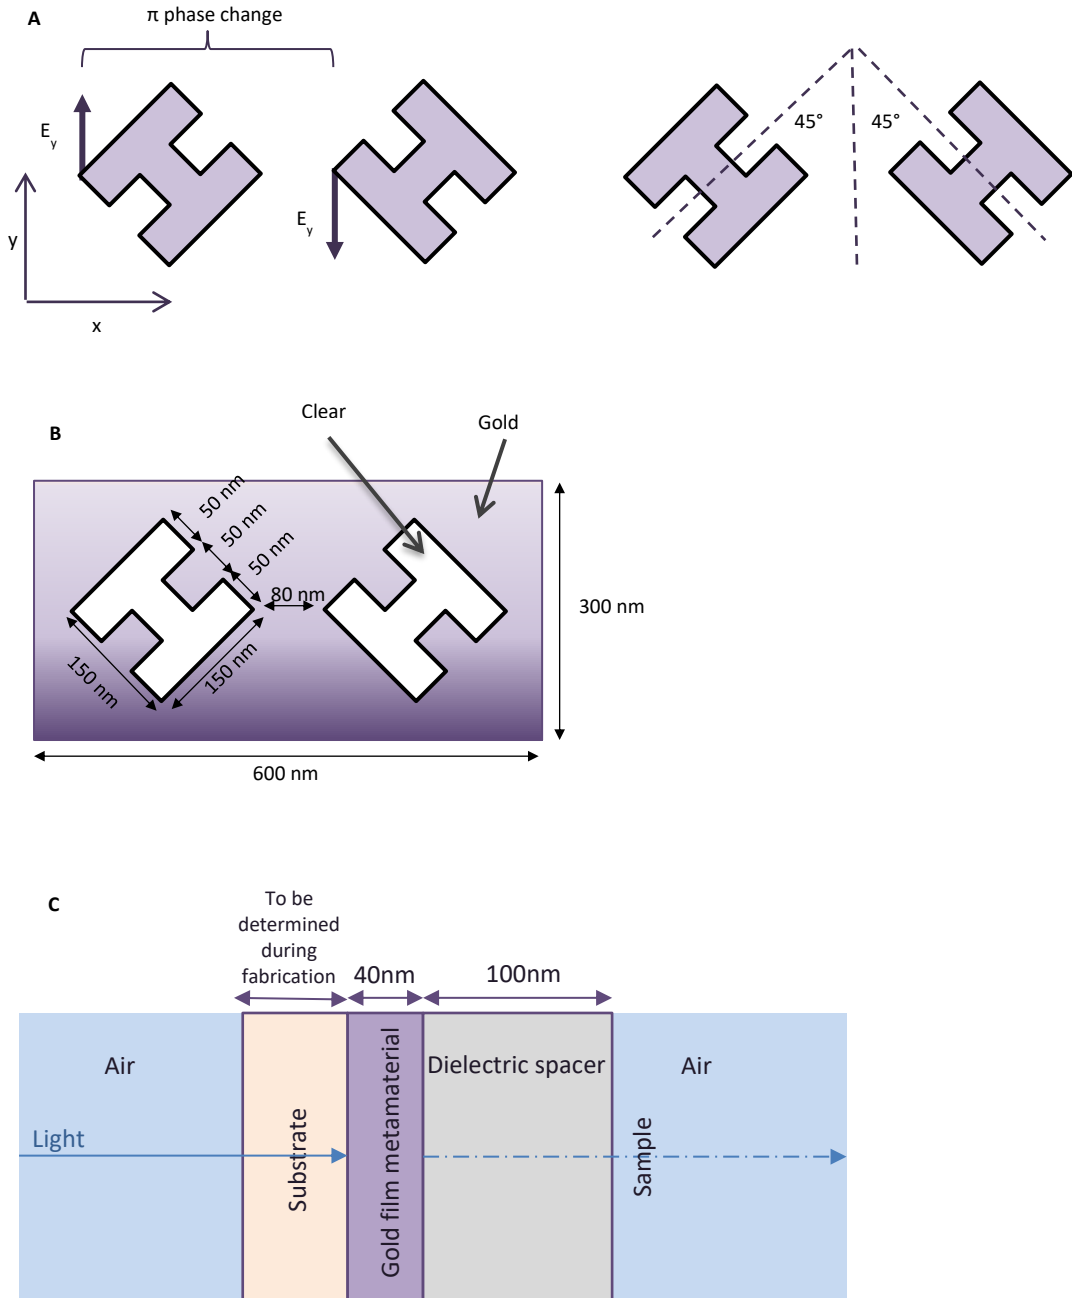 A
π phase change
E_y
E_y
y
x
45°
45°
B
Clear
Gold
50 nm
50 nm
50 nm
80 nm
300 nm
150 nm
150 nm
600 nm
C
To be
determined
during
fabrication
40nm
100nm
Air
Dielectric spacer
Air
Light
Substrate
Gold film metamaterial
Sample